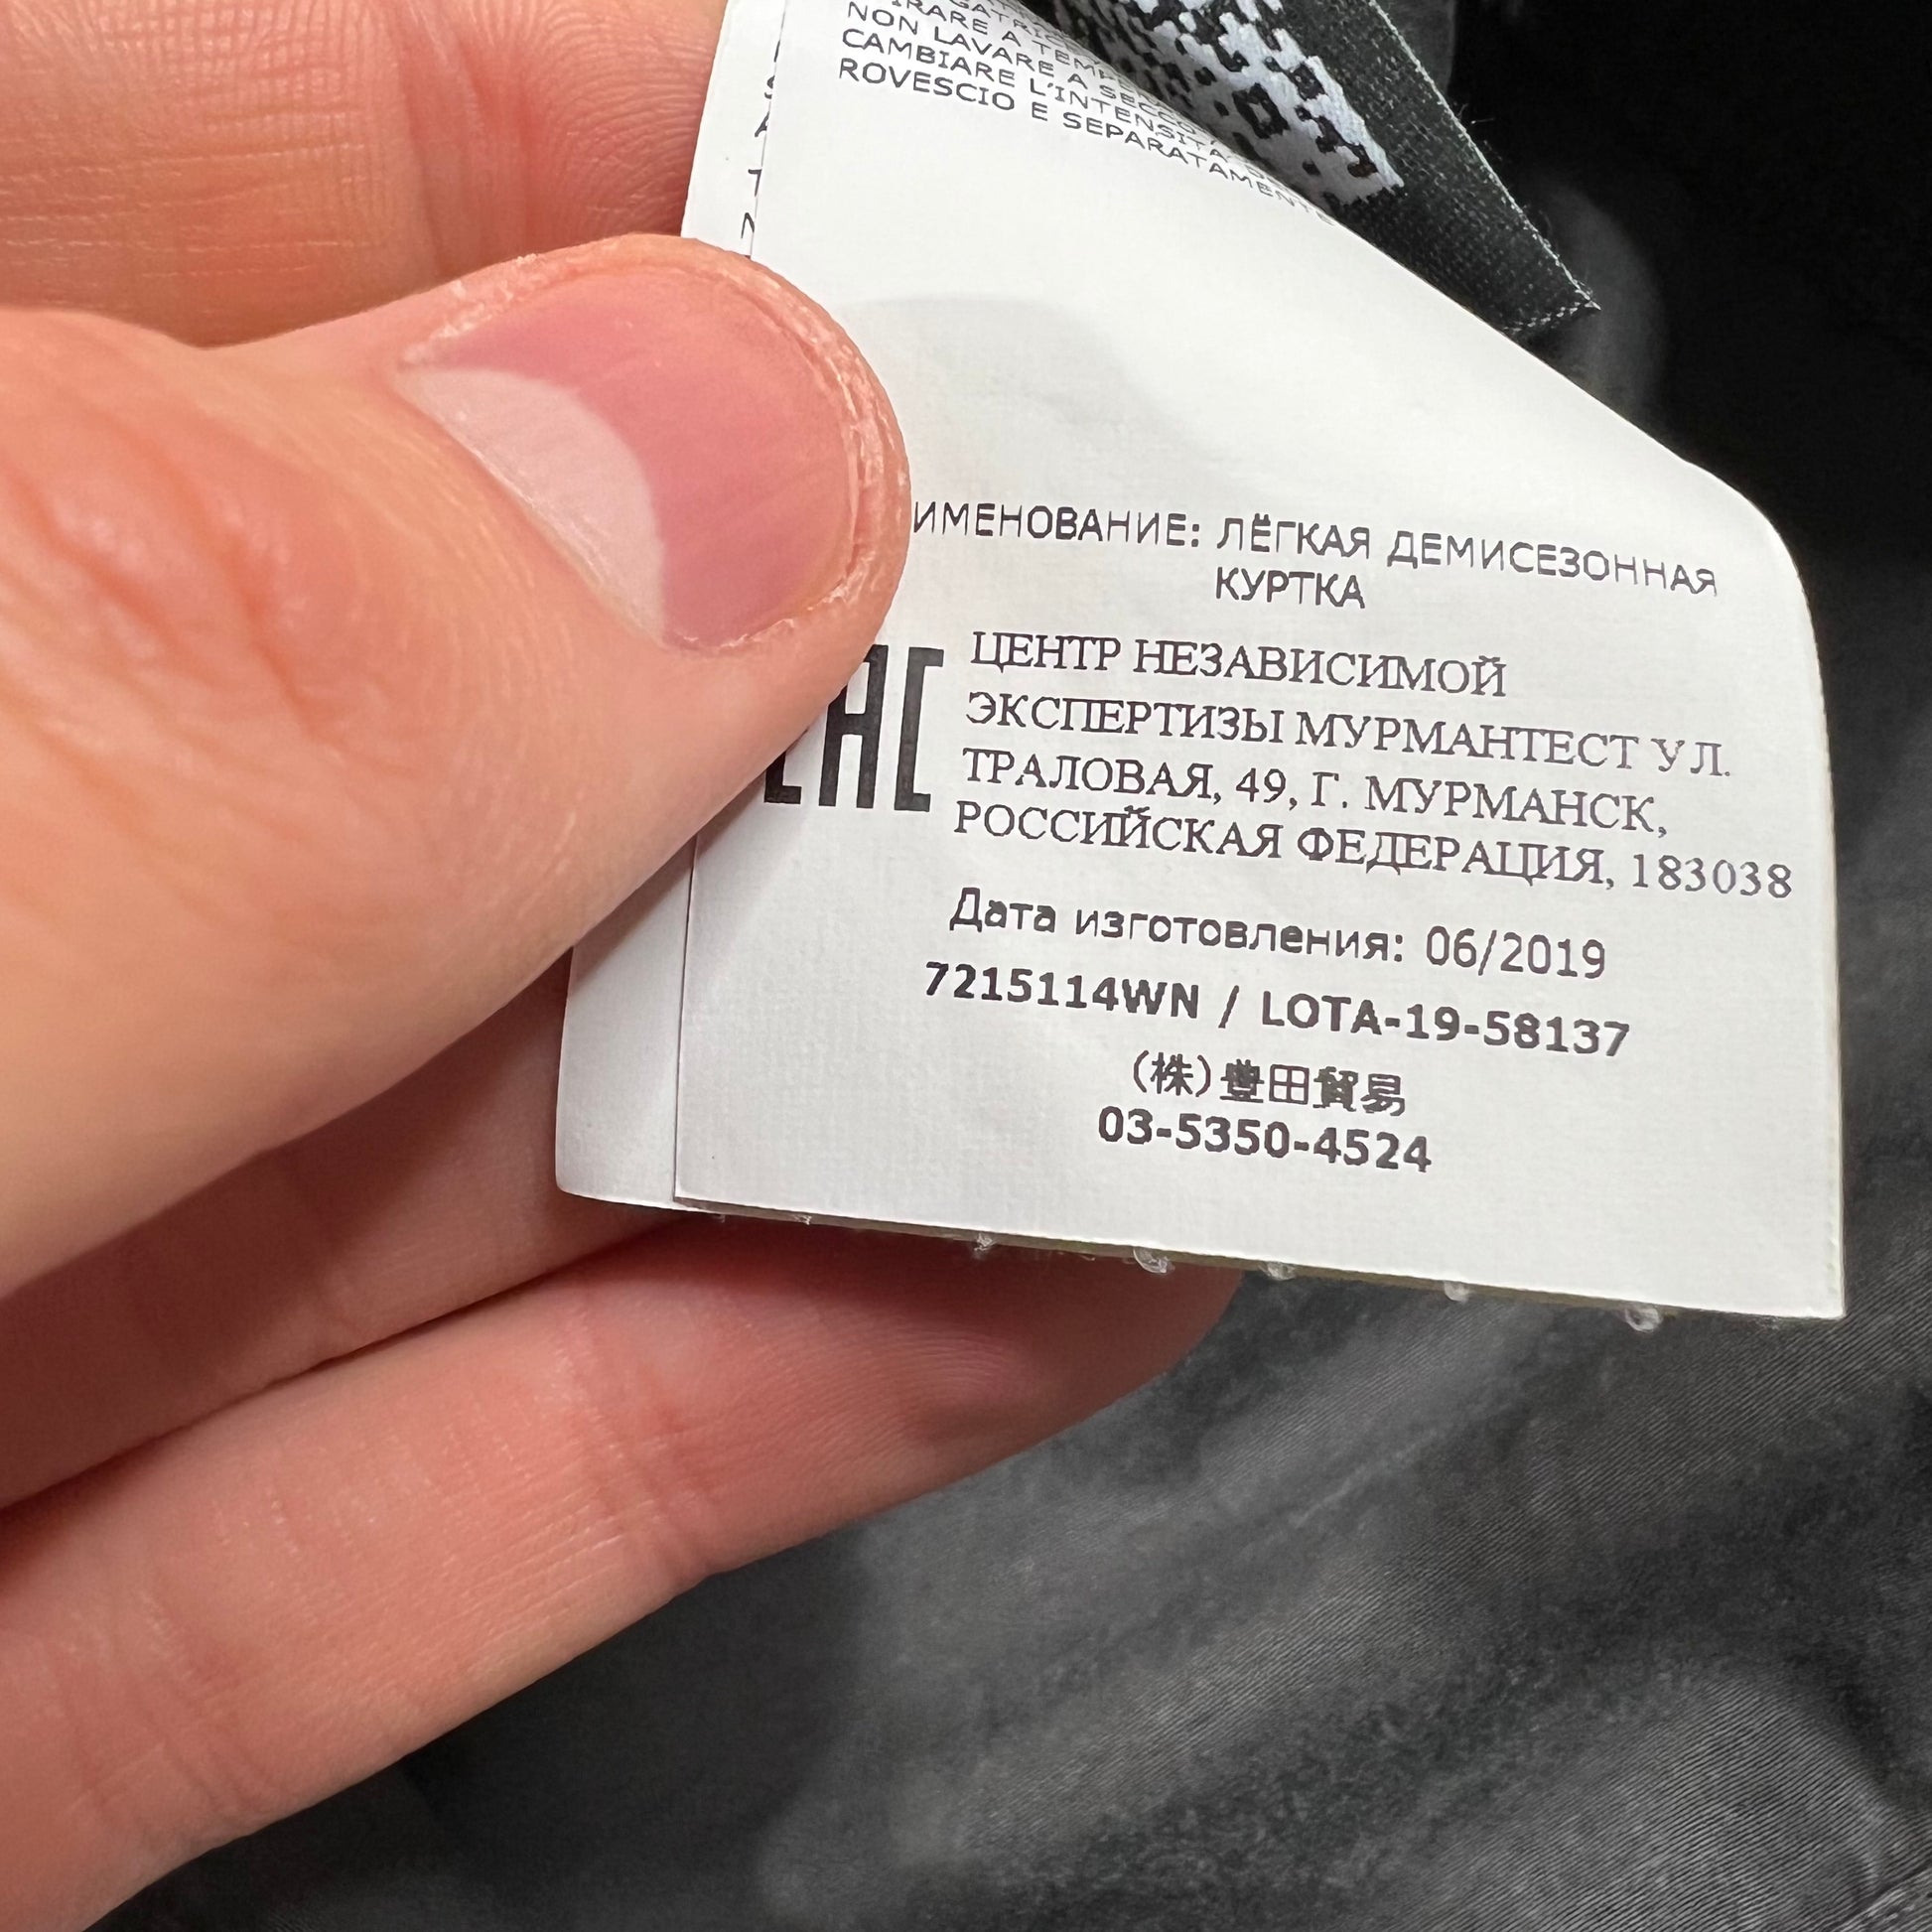 NON LAVARE A SECCO
CAMBIARE L'INTENSITÀ
ROVESCIO E SEPARATAMENTE
ИМЕНОВАНИЕ: ЛЁГКАЯ ДЕМИСЕЗОННАЯ
КУРТКА
EAC
ЦЕНТР НЕЗАВИСИМОЙ
ЭКСПЕРТИЗЫ МУРМАНТЕСТ УЛ.
ТРАЛОВАЯ, 49, Г. МУРМАНСК,
РОССИЙСКАЯ ФЕДЕРАЦИЯ, 183038
Дата изготовления: 06/2019
7215114WN / LOTA-19-58137
(株)豊田貿易
03-5350-4524